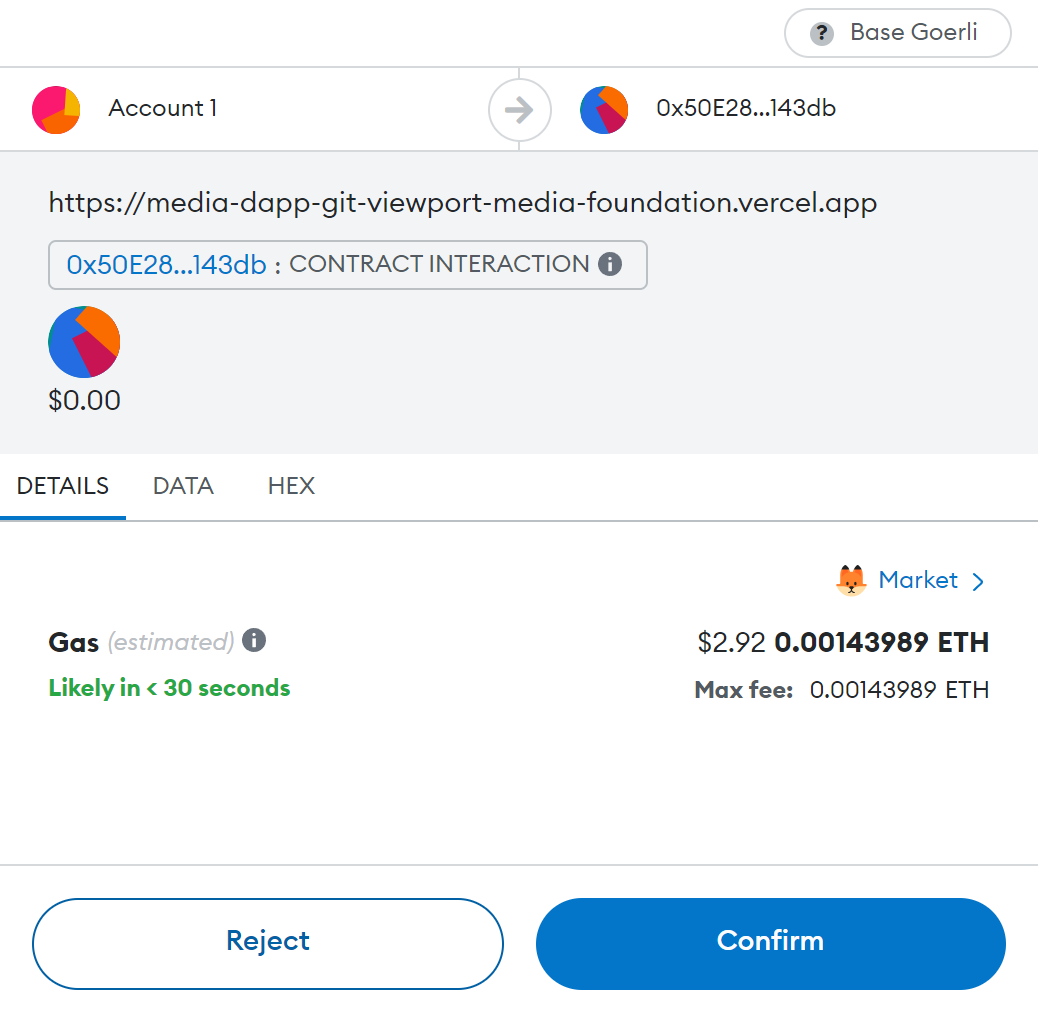 ? Base Goerli
Account 1
0x50E28...143db
https://media-dapp-git-viewport-media-foundation.vercel.app
0x50E28...143db : CONTRACT INTERACTION
$0.00
DETAILS DATA HEX
Market
Gas (estimated) $2.92 0.00143989 ETH
Likely in < 30 seconds Max fee: 0.00143989 ETH
Reject Confirm